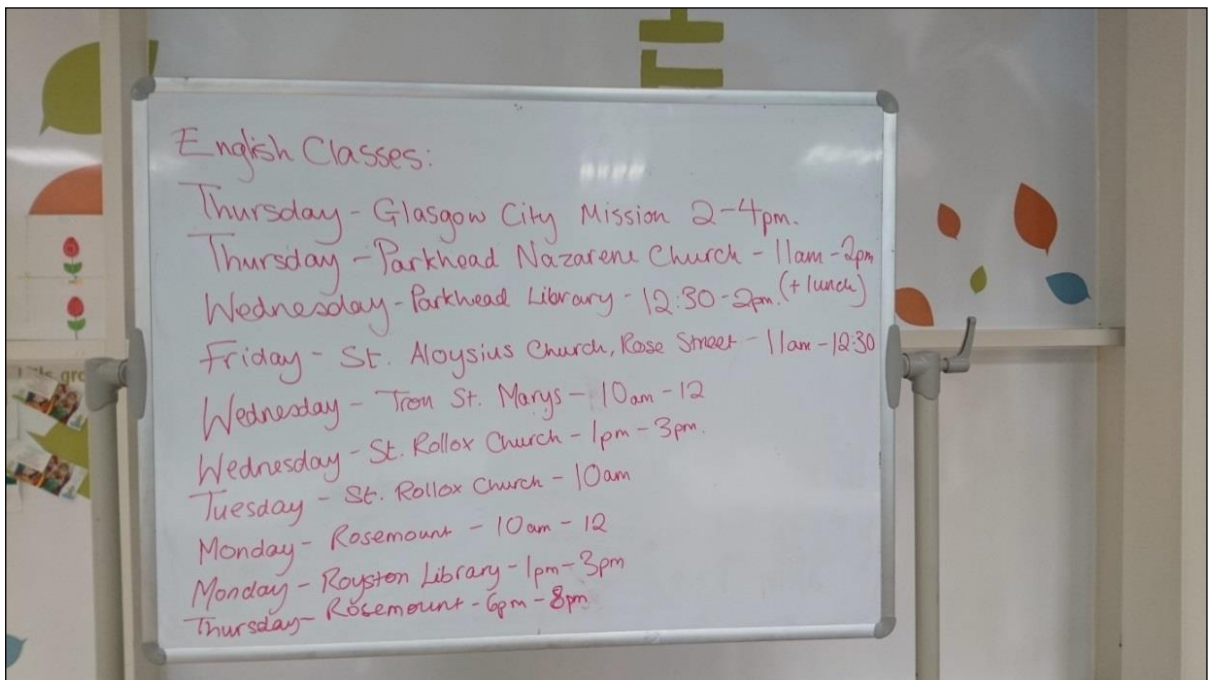 English Classes:
Thursday - Glasgow City Mission 2-4pm.
Thursday - Parkhead Nazarene Church - 11am - 2pm
(+ lunch)
Wednesday - Parkhead Library - 12:30 - 2pm.
Friday - St. Aloysius Church, Rose Street - 11am - 12:30
Wednesday - Tron St. Marys - 10am - 12
Wednesday - St. Rollox Church - 1pm - 3pm.
Tuesday - St. Rollox Church - 10am
Monday - Rosemount - 10am - 12
Monday - Royston Library - 1pm - 3pm
Thursday - Rosemount - 6pm - 8pm